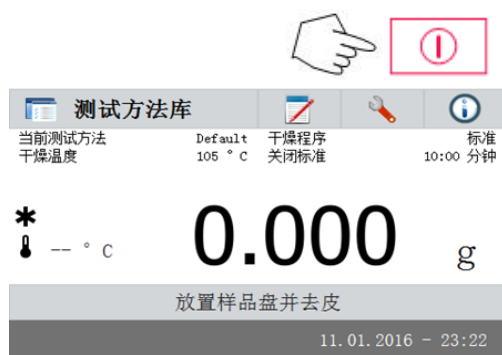 测试方法库
当前测试方法 Default 干燥程序 标准
干燥温度 105 °C 关闭标准 10:00 分钟
* 0.000 g
-- °C
放置样品盘并去皮
11.01.2016 - 23:22